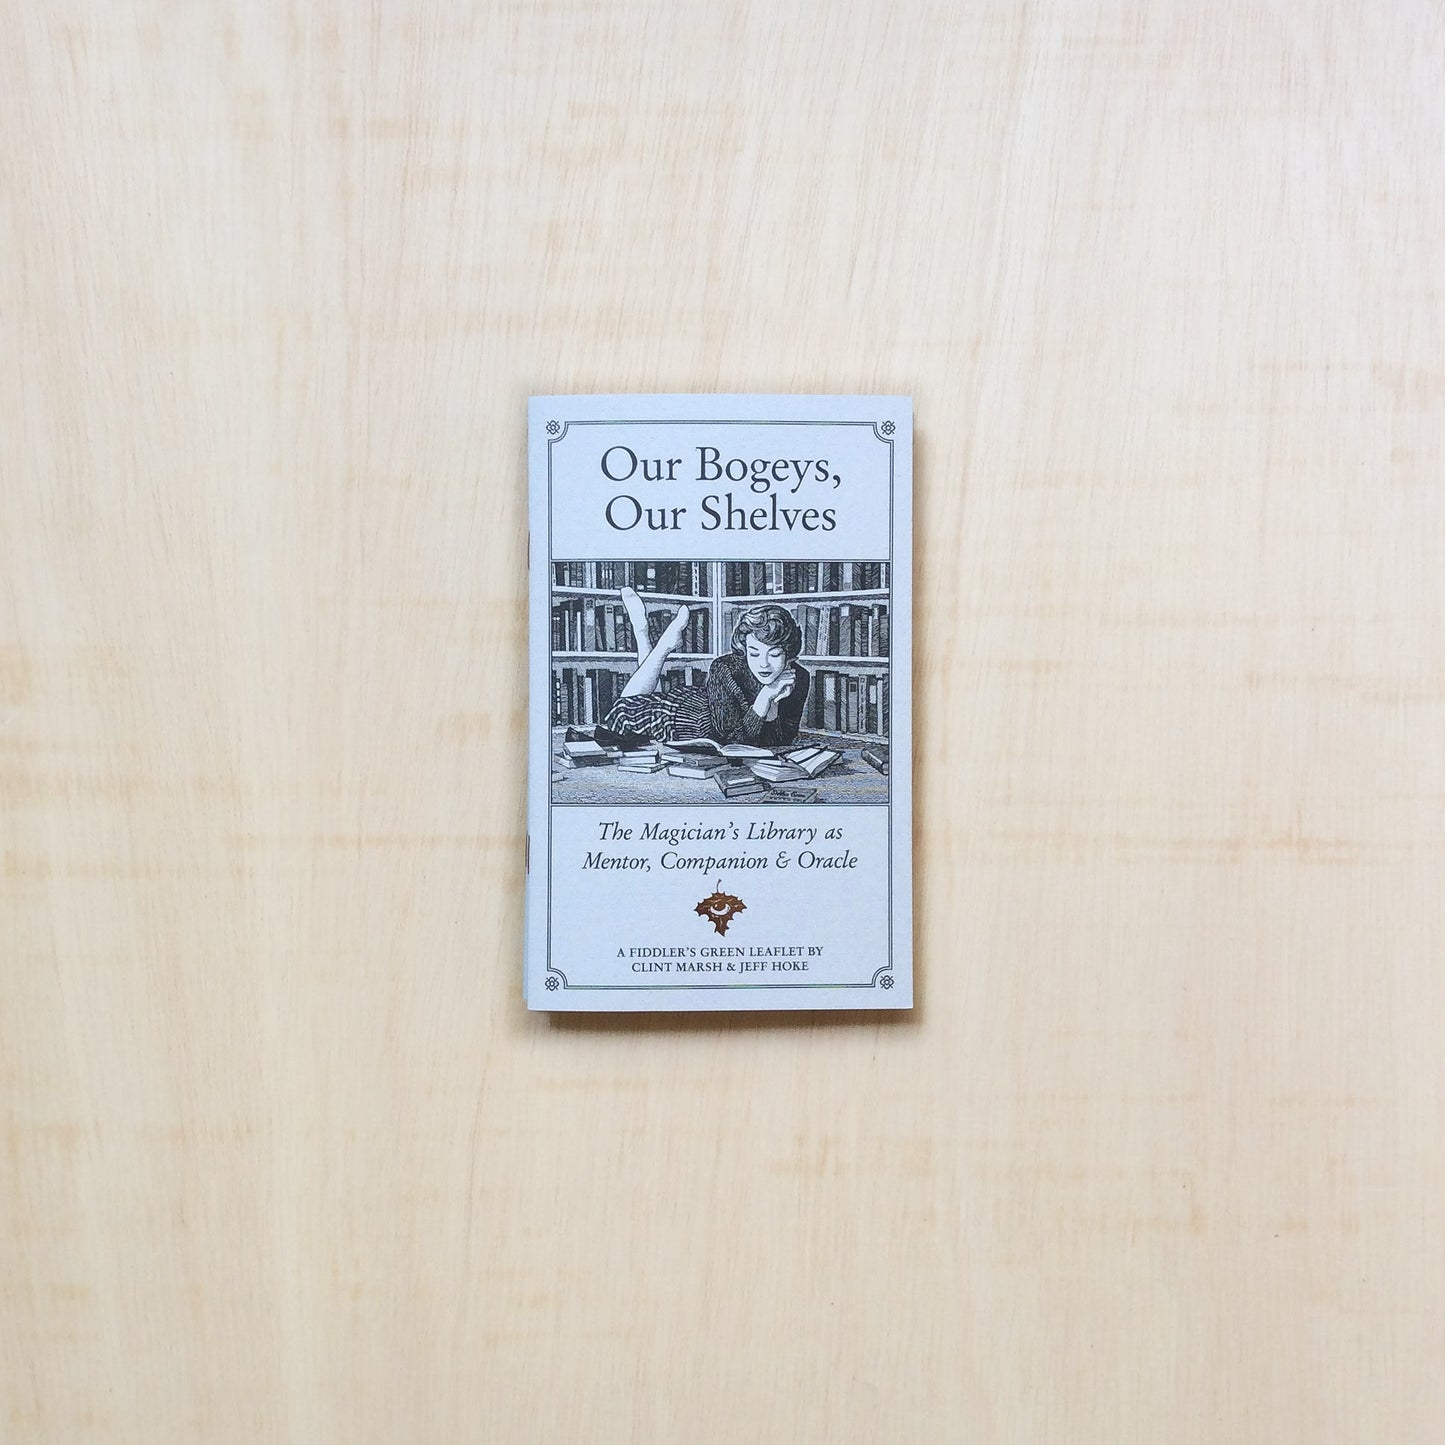 Our Bogeys,
Our Shelves
The Magician's Library as
Mentor, Companion & Oracle
A FIDDLER'S GREEN LEAFLET BY
CLINT MARSH & JEFF HOKE